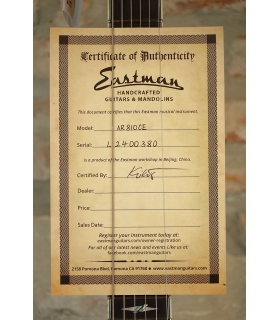 Certificate of Authenticity
Eastman
HANDCRAFTED
GUITARS & MANDOLINS
This document certifies that this Eastman musical instrument,
Model: AR810CE
Serial: L2400380
is a product of the Eastman workshop in Beijing, China.
Certified By:
Dealer:
Price:
Sales Date:
Register your instrument today at:
eastmanguitars.com/owner-registration
For all of our latest news and events like us at:
facebook.com/eastmanguitars
2158 Pomona Blvd, Pomona CA 91768 ♥ www.eastmanguitars.com